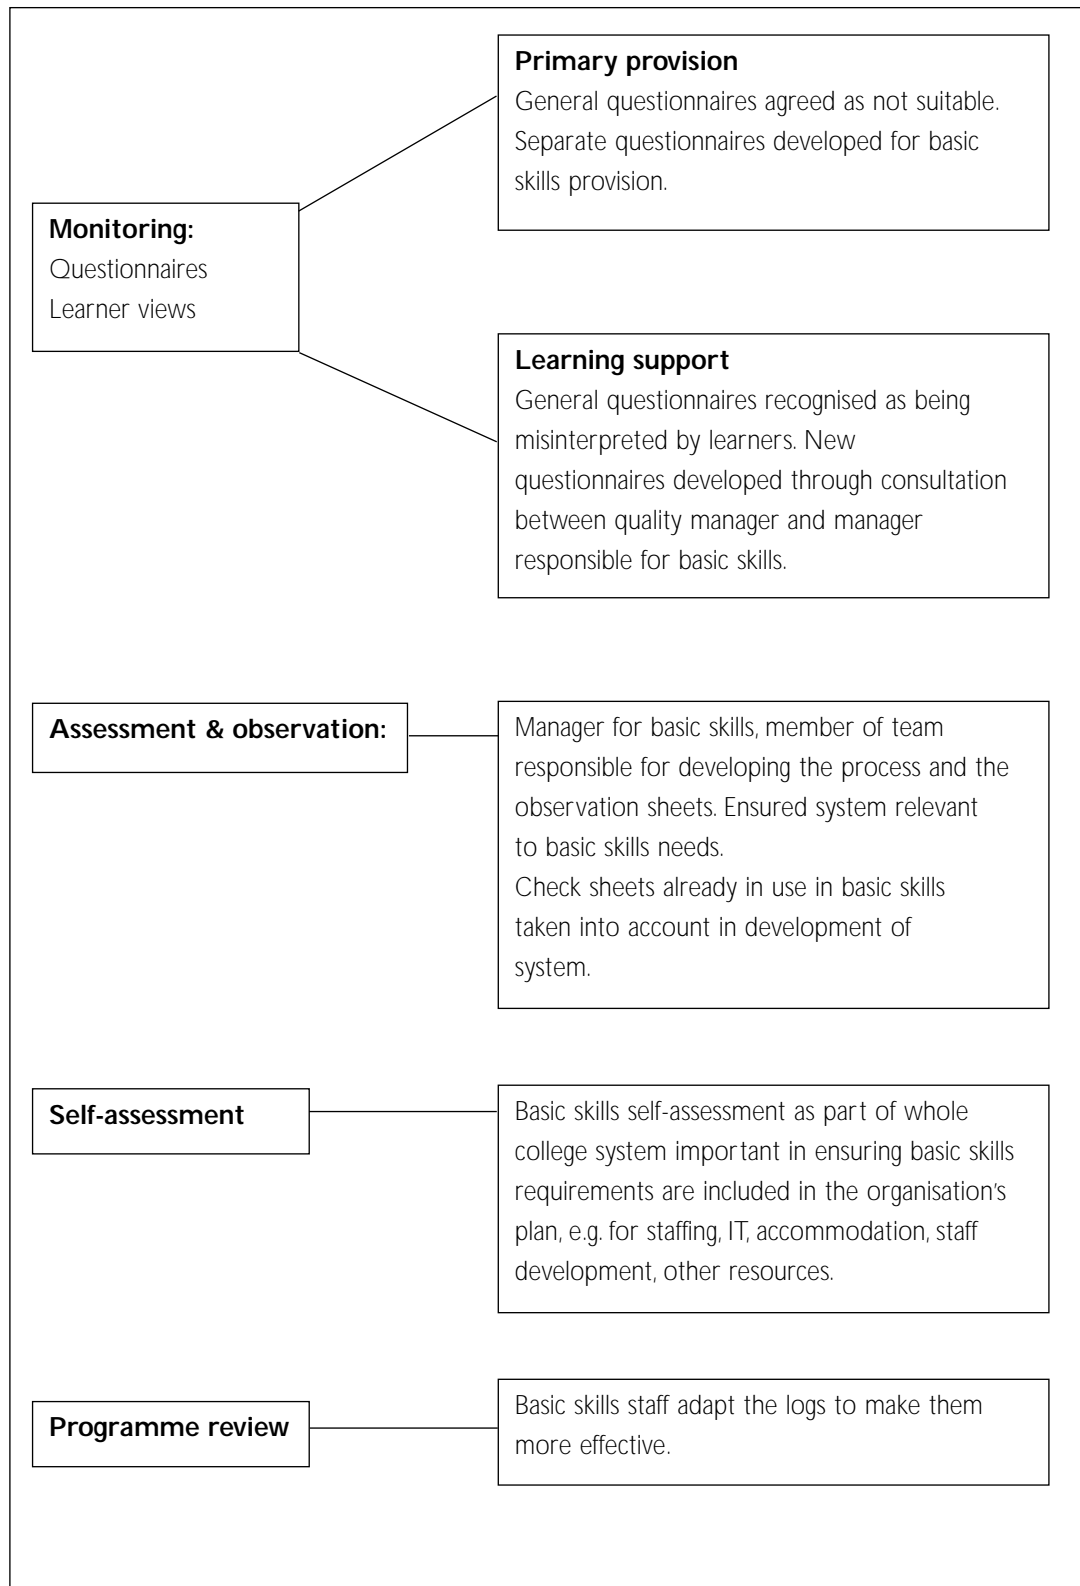 Monitoring:
Questionnaires
Learner views
Primary provision
General questionnaires agreed as not suitable.
Separate questionnaires developed for basic
skills provision.
Learning support
General questionnaires recognised as being
misinterpreted by learners. New
questionnaires developed through consultation
between quality manager and manager
responsible for basic skills.
Assessment & observation:
Manager for basic skills, member of team
responsible for developing the process and the
observation sheets. Ensured system relevant
to basic skills needs.
Check sheets already in use in basic skills
taken into account in development of
system.
Self-assessment
Basic skills self-assessment as part of whole
college system important in ensuring basic skills
requirements are included in the organisation's
plan, e.g. for staffing, IT, accommodation, staff
development, other resources.
Programme review
Basic skills staff adapt the logs to make them
more effective.